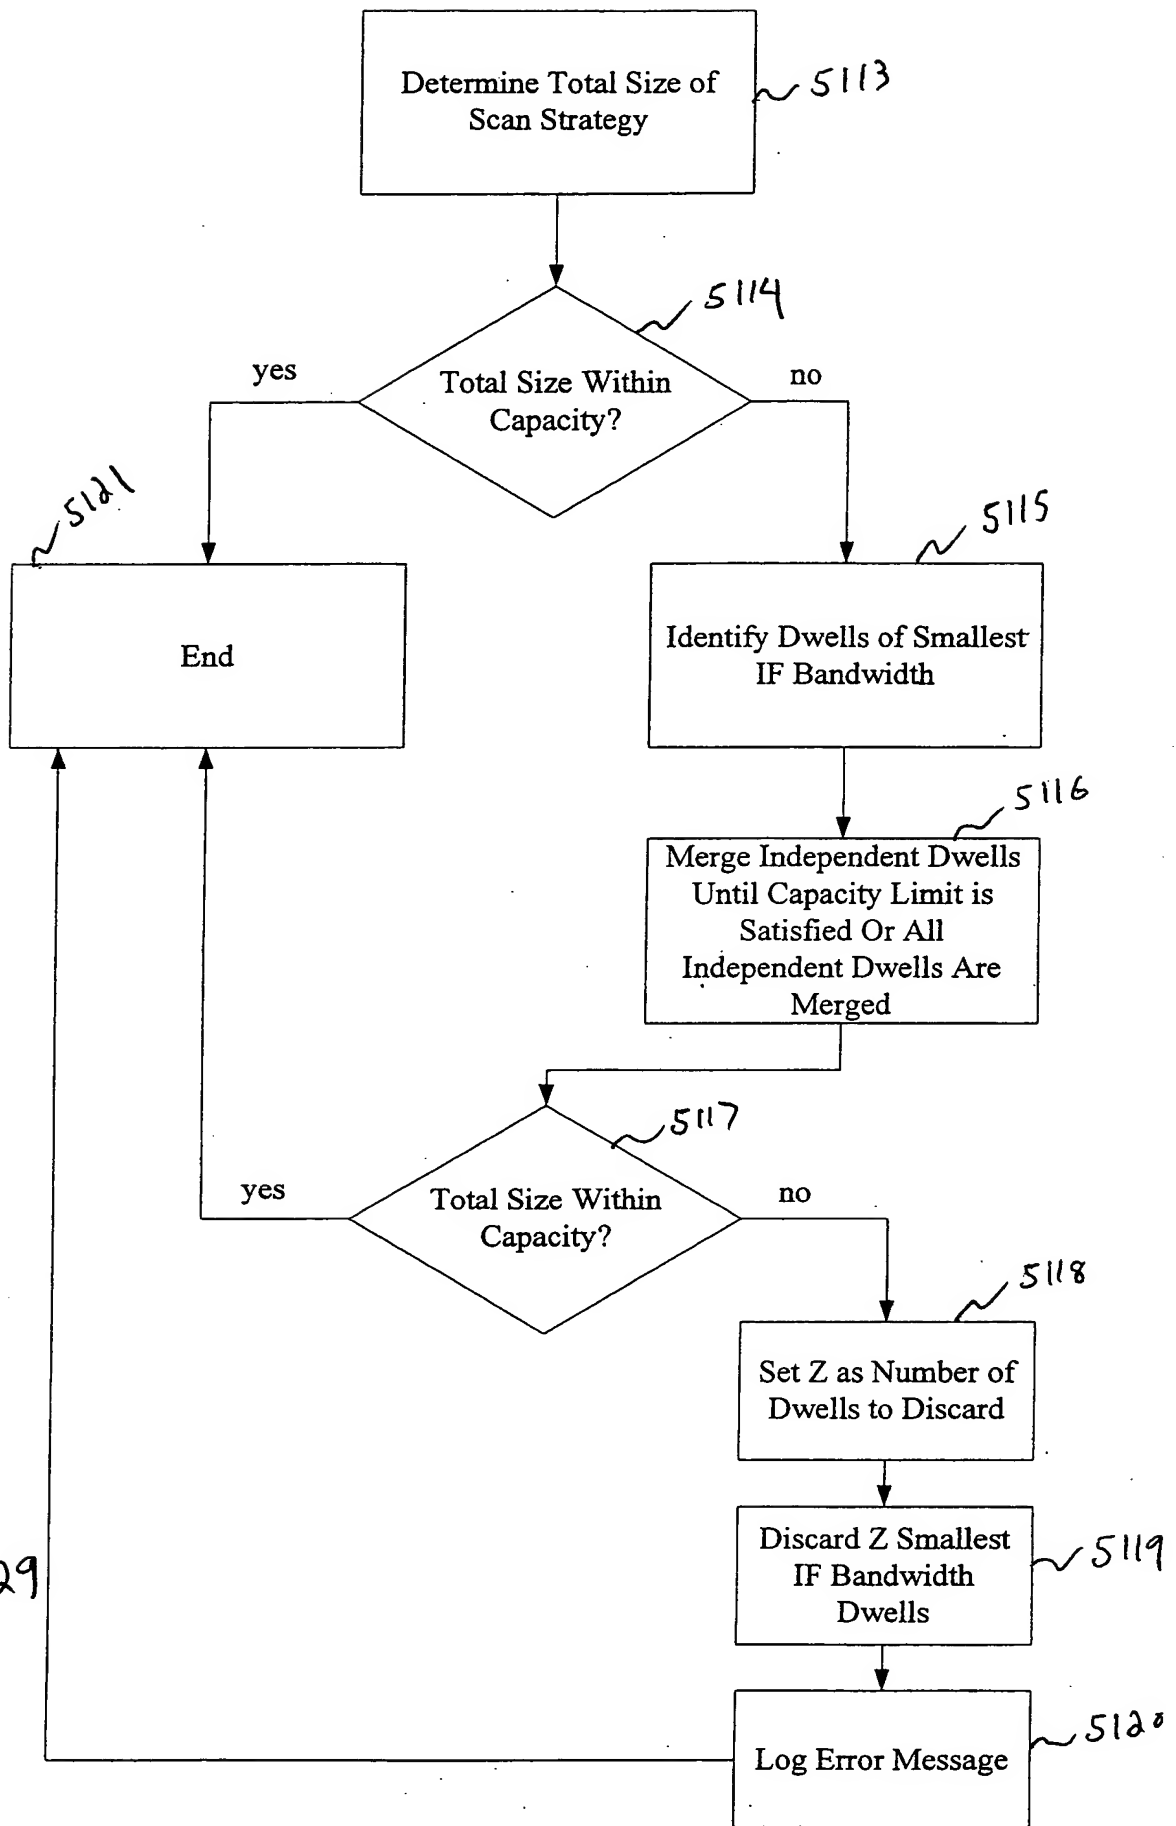 Determine Total Size of
Scan Strategy
5113
5114
yes
Total Size Within
Capacity?
no
5121
5115
End
Identify Dwells of Smallest
IF Bandwidth
5116
Merge Independent Dwells
Until Capacity Limit is
Satisfied Or All
Independent Dwells Are
Merged
5117
yes
Total Size Within
Capacity?
no
5118
Set Z as Number of
Dwells to Discard
Discard Z Smallest
IF Bandwidth
Dwells
5119
29
Log Error Message
5120